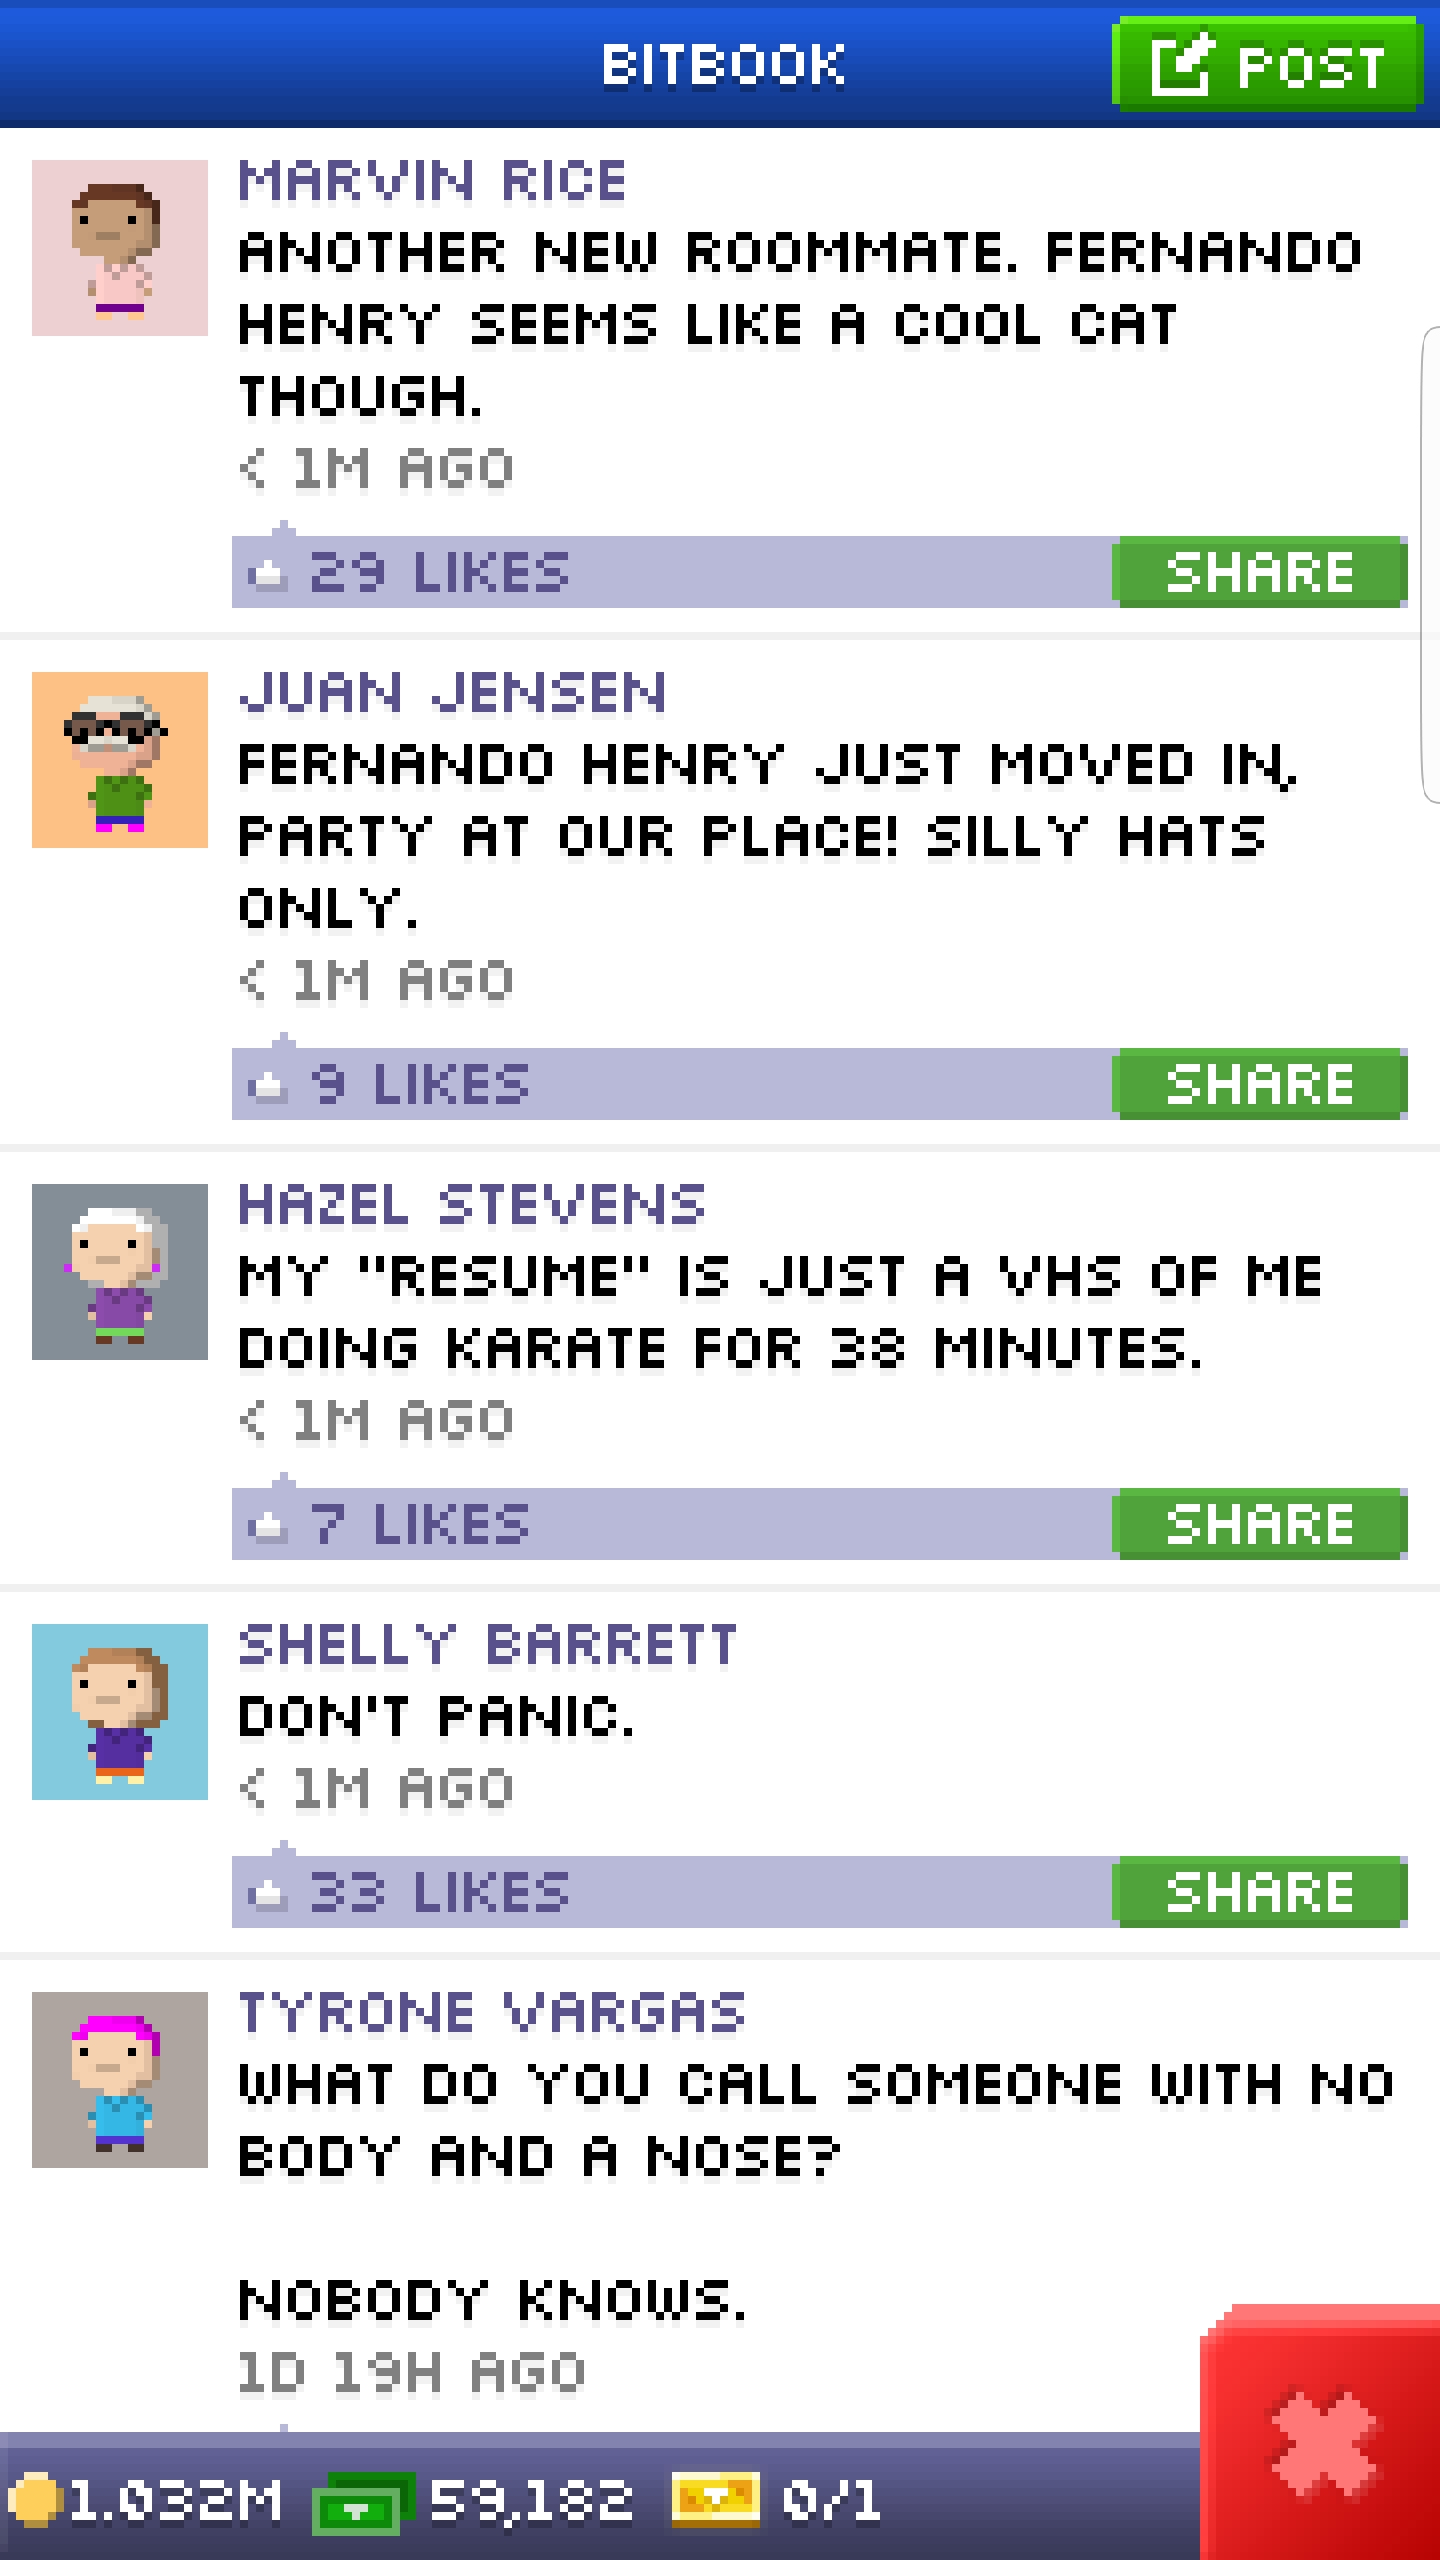 BITBOOK
POST
MARVIN RICE
ANOTHER NEW ROOMMATE. FERNANDO
HENRY SEEMS LIKE A COOL CAT
THOUGH.
< 1M AGO
29 LIKES
SHARE
JUAN JENSEN
FERNANDO HENRY JUST MOVED IN,
PARTY AT OUR PLACE! SILLY HATS
ONLY.
< 1M AGO
9 LIKES
SHARE
HAZEL STEVENS
MY "RESUME" IS JUST A VHS OF ME
DOING KARATE FOR 38 MINUTES.
< 1M AGO
7 LIKES
SHARE
SHELLY BARRETT
DON'T PANIC.
< 1M AGO
33 LIKES
SHARE
TYRONE VARGAS
WHAT DO YOU CALL SOMEONE WITH NO
BODY AND A NOSE?
NOBODY KNOWS.
1D 19H AGO
1.032M 59,182 0/1